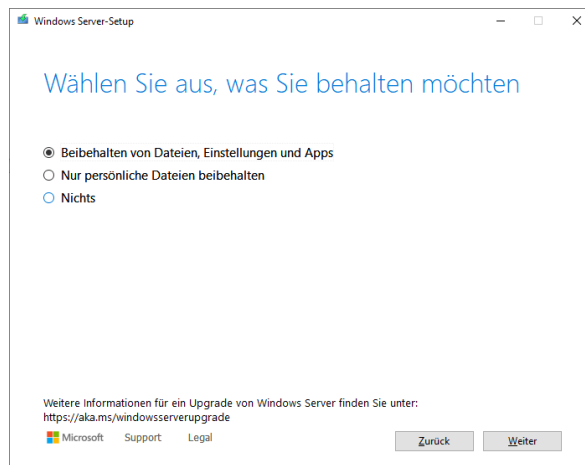 Windows Server-Setup
Wählen Sie aus, was Sie behalten möchten
Beibehalten von Dateien, Einstellungen und Apps
Nur persönliche Dateien beibehalten
Nichts
Weitere Informationen für ein Upgrade von Windows Server finden Sie unter:
https://aka.ms/windowsserverupgrade
Microsoft Support Legal
Zurück Weiter